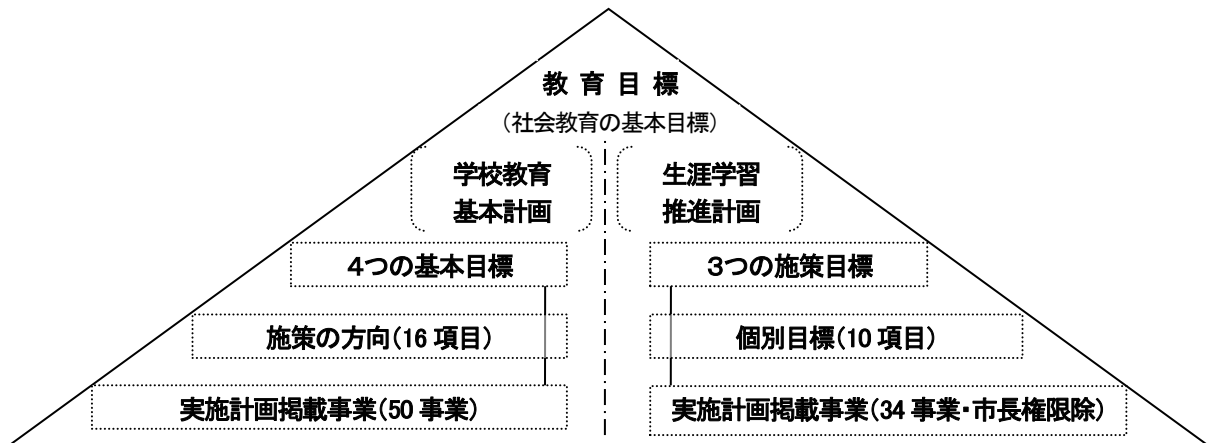 教 育 目 標
(社会教育の基本目標)
学校教育
基本計画
生涯学習
推進計画
4つの基本目標
3つの施策目標
施策の方向(16 項目)
個別目標(10 項目)
実施計画掲載事業(50 事業)
実施計画掲載事業(34 事業・市長権限除)